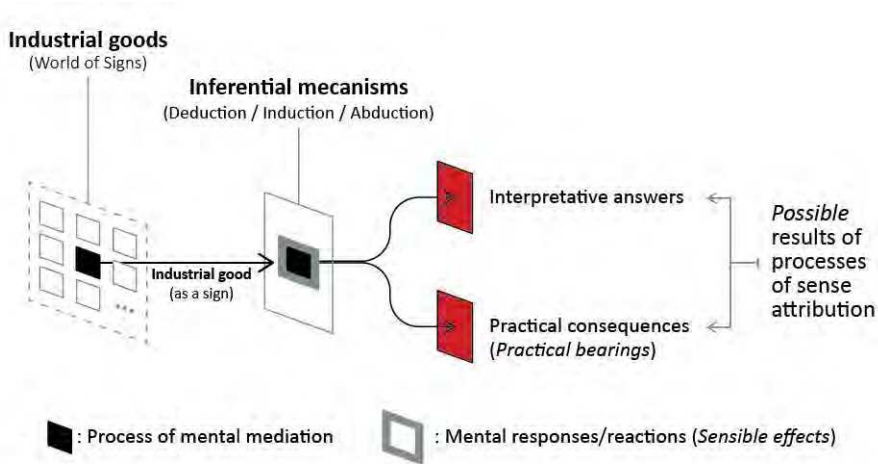 Industrial goods
(World of Signs)
Inferential mecanisms
(Deduction / Induction / Abduction)
Industrial good
(as a sign)
...
Interpretative answers
Practical consequences
(Practical bearings)
Possible
results of
processes
of sense
attribution
: Process of mental mediation
: Mental responses/reactions (Sensible effects)